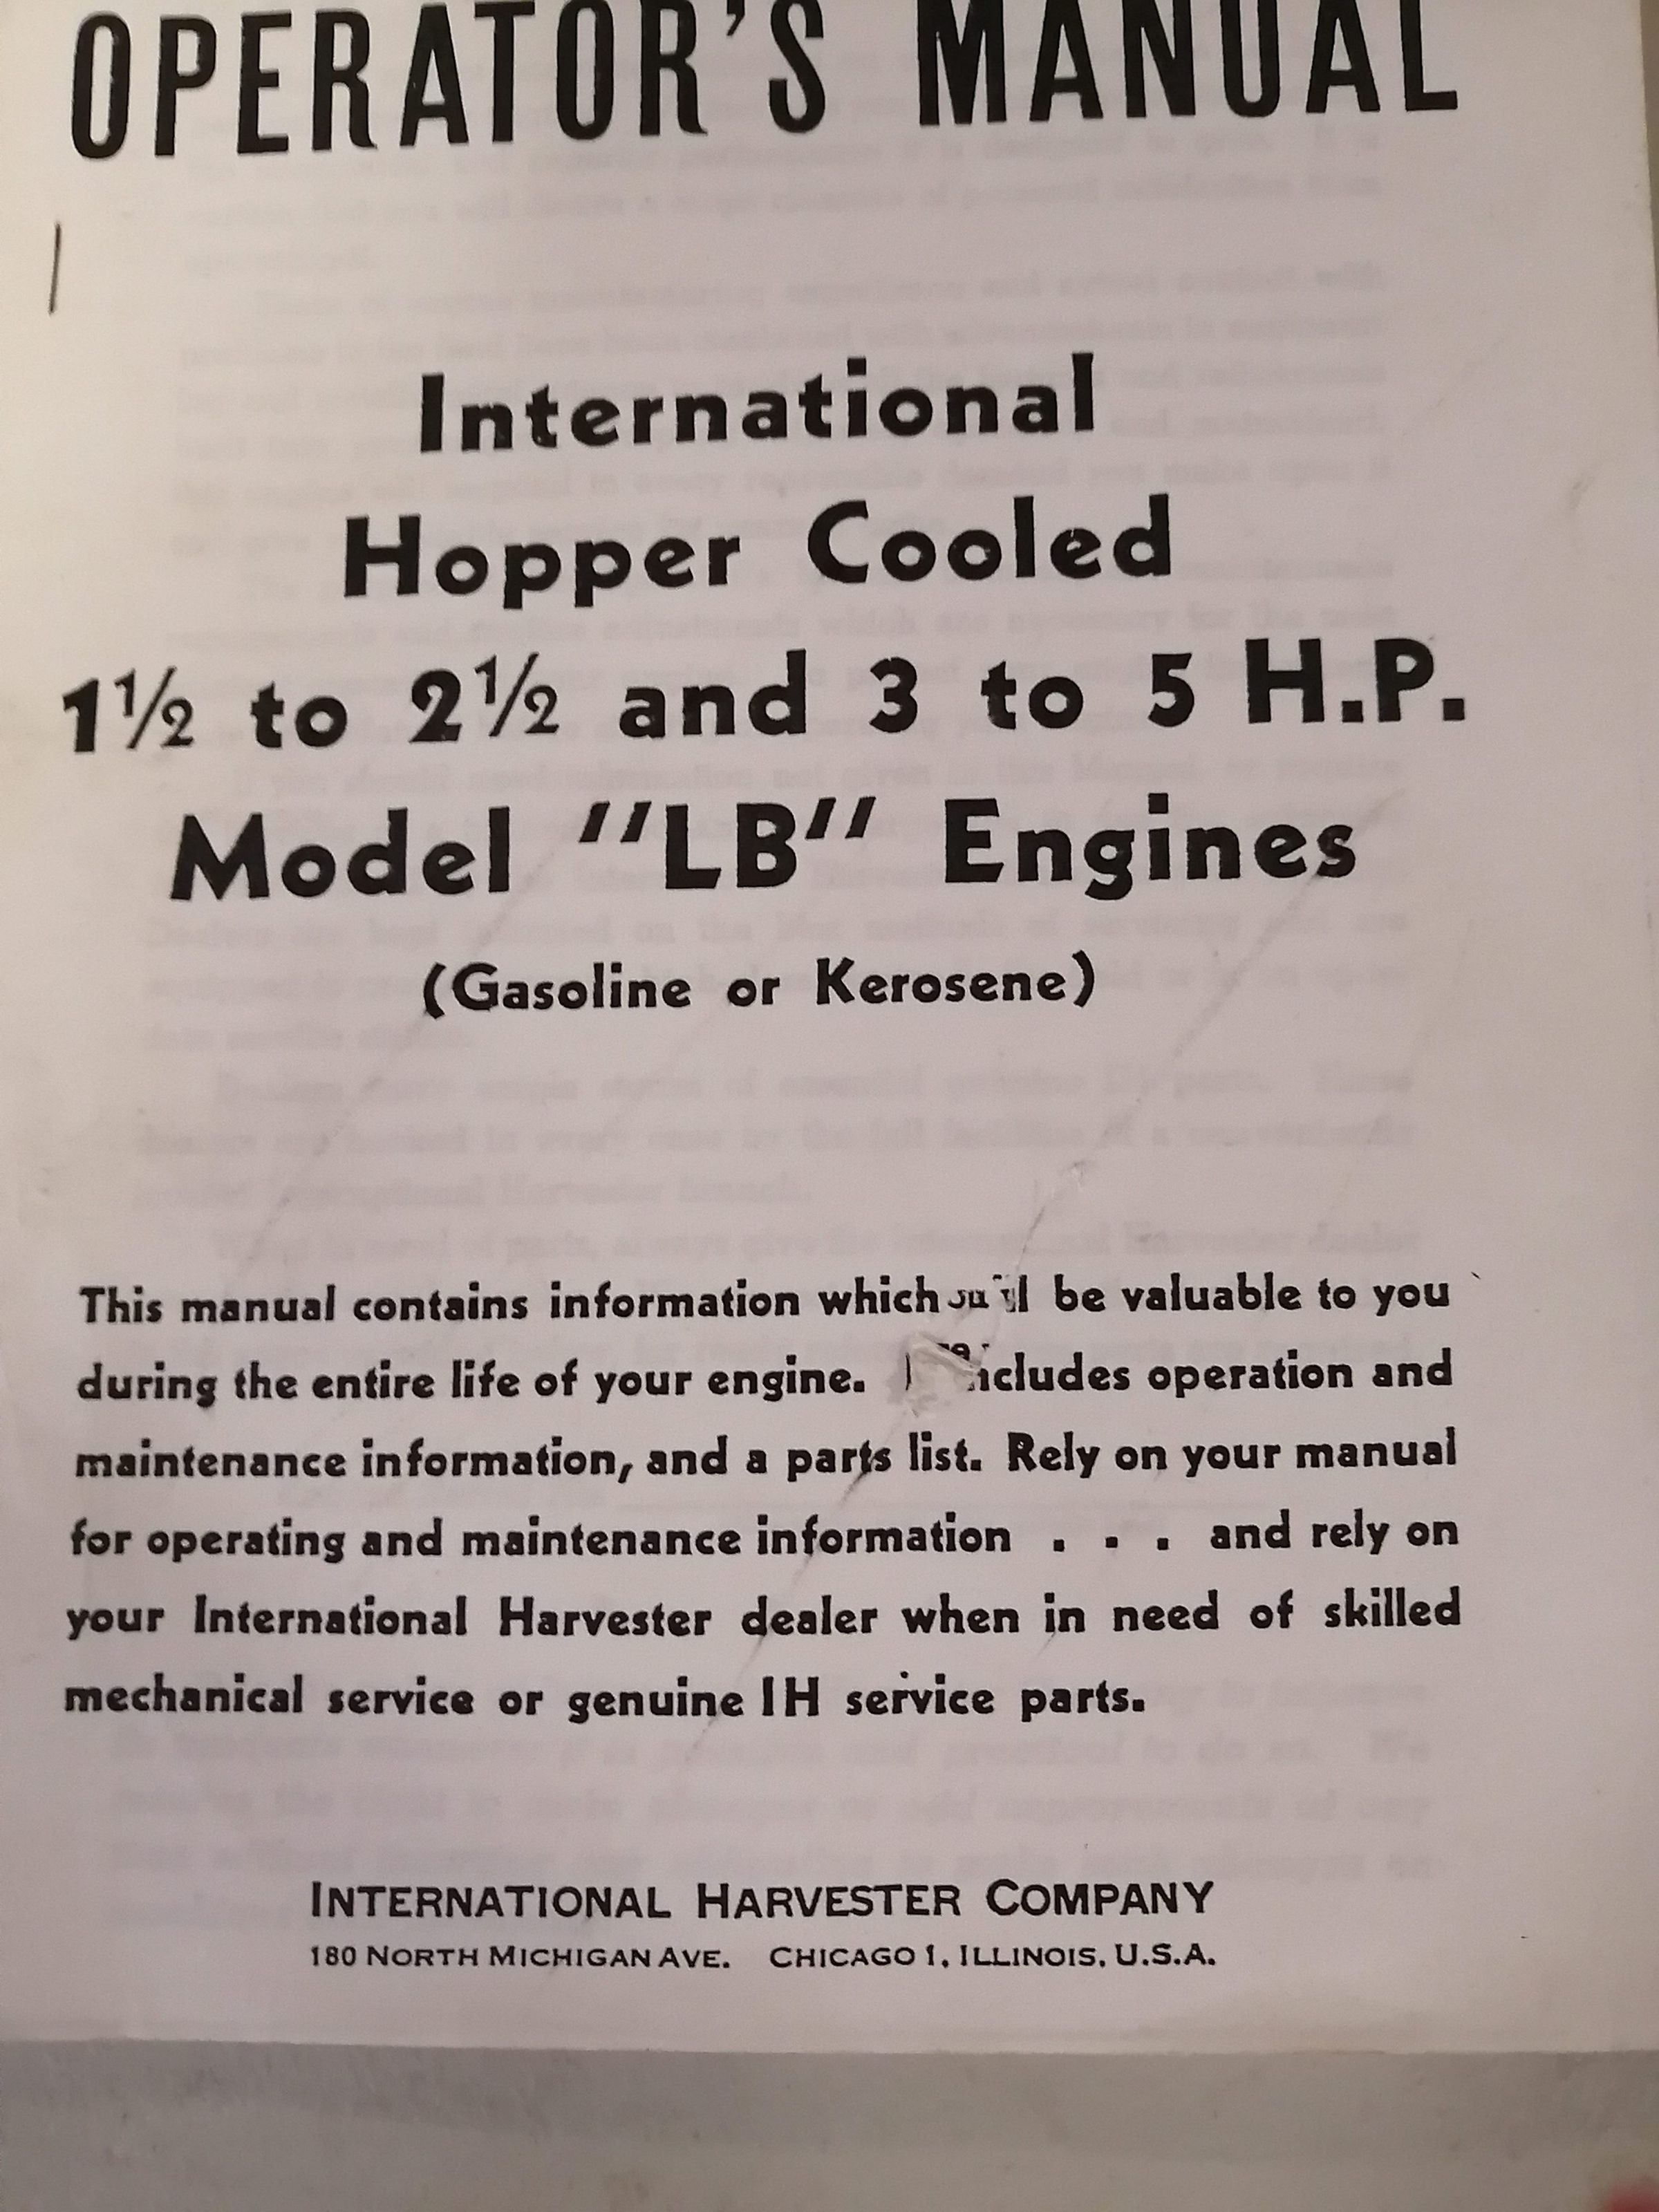 OPERATOR'S MANUAL
International
Hopper Cooled
1½ to 2½ and 3 to 5 H.P.
Model "LB" Engines
(Gasoline or Kerosene)
This manual contains information which be valuable to you
during the entire life of your engine. operation and
maintenance information, and a parts list. Rely on your manual
for operating and maintenance information . . . and rely on
your International Harvester dealer when in need of skilled
mechanical service or genuine IH service parts.
INTERNATIONAL HARVESTER COMPANY
180 NORTH MICHIGAN AVE. CHICAGO 1, ILLINOIS, U.S.A.